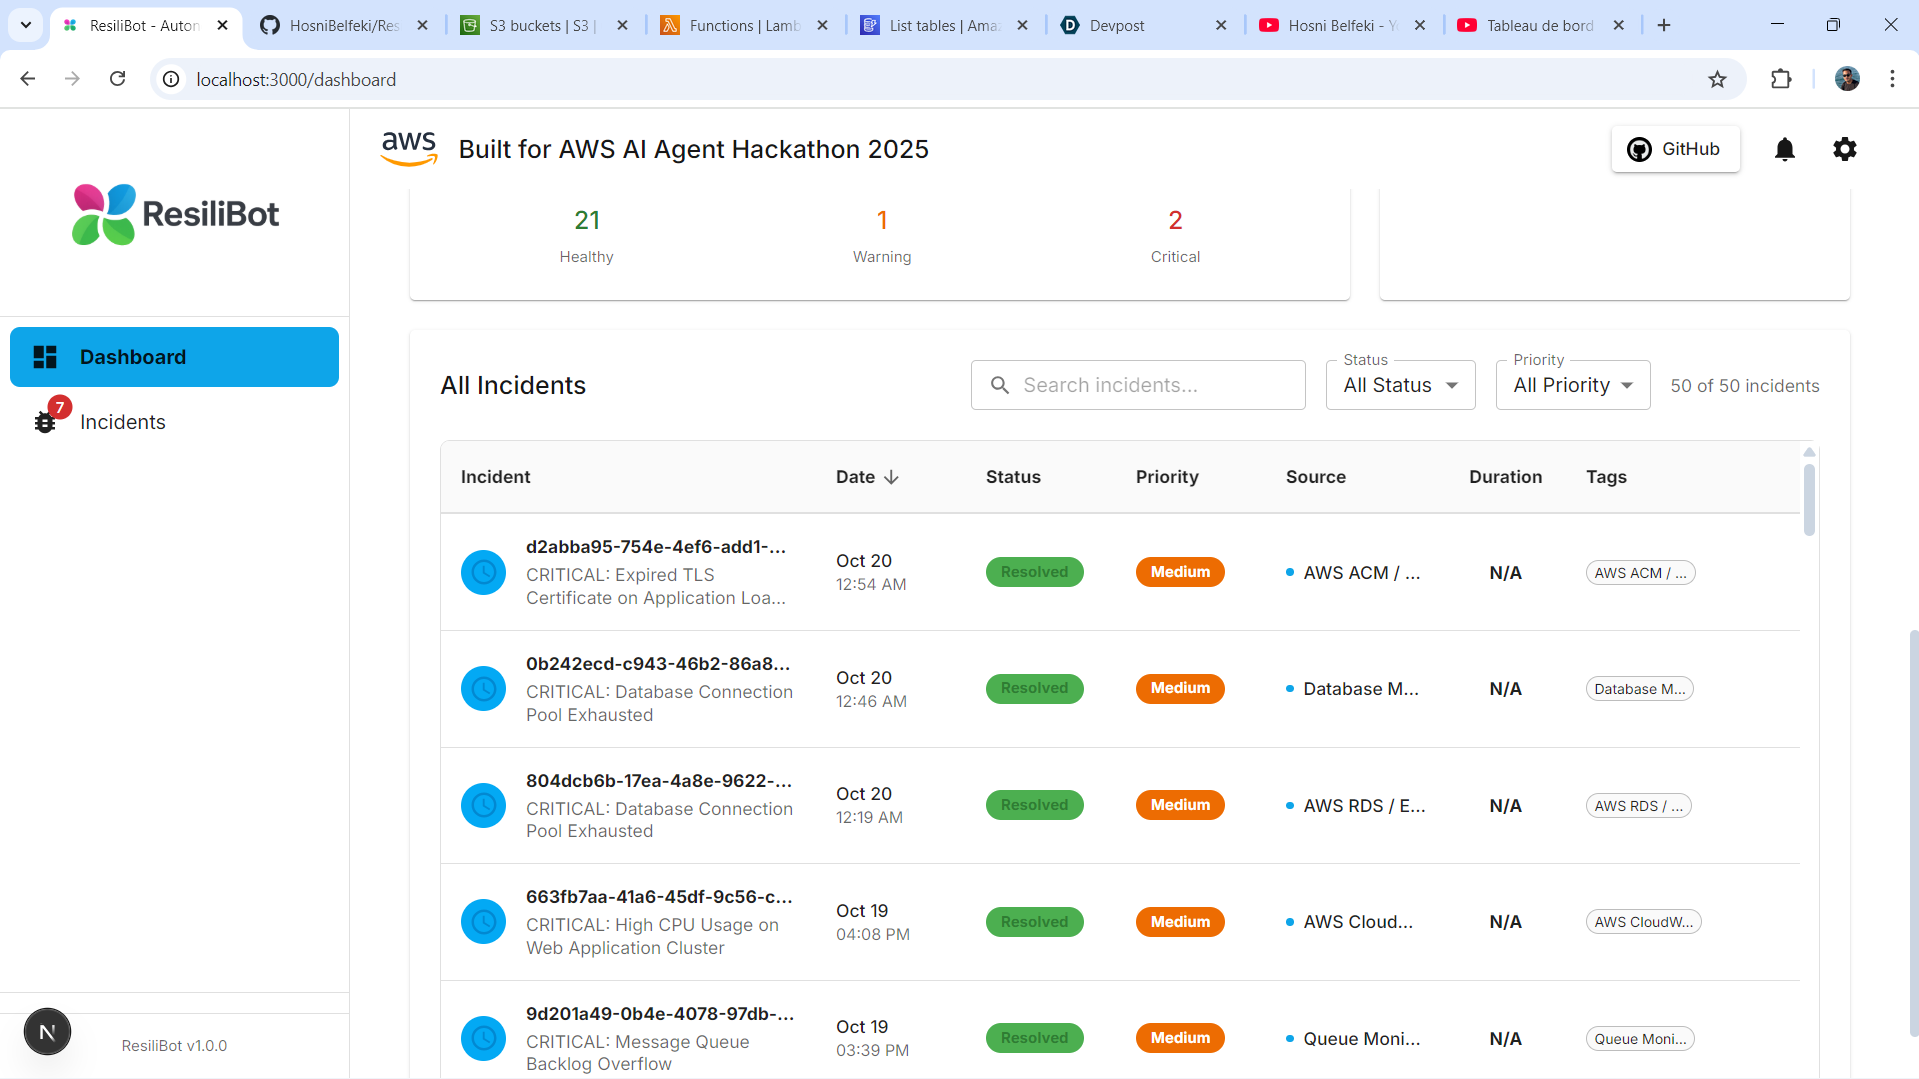 ResiliBot - Auton
HosniBelfeki/Res
S3 buckets | S3 |
Functions | Lamb
List tables | Ama
Devpost
Hosni Belfeki - Yo
Tableau de bord
localhost:3000/dashboard
ResiliBot
aws
Built for AWS AI Agent Hackathon 2025
GitHub
21
1
2
Healthy
Warning
Critical
Dashboard
7
Incidents
All Incidents
Search incidents...
Status
All Status
Priority
All Priority
50 of 50 incidents
Incident
Date
Status
Priority
Source
Duration
Tags
d2abba95-754e-4ef6-add1-...
CRITICAL: Expired TLS
Certificate on Application Loa...
Oct 20
12:54 AM
Resolved
Medium
AWS ACM / ...
N/A
AWS ACM / ...
0b242ecd-c943-46b2-86a8...
CRITICAL: Database Connection
Pool Exhausted
Oct 20
12:46 AM
Resolved
Medium
Database M...
N/A
Database M...
804dcb6b-17ea-4a8e-9622-...
CRITICAL: Database Connection
Pool Exhausted
Oct 20
12:19 AM
Resolved
Medium
AWS RDS / E...
N/A
AWS RDS / ...
663fb7aa-41a6-45df-9c56-c...
CRITICAL: High CPU Usage on
Web Application Cluster
Oct 19
04:08 PM
Resolved
Medium
AWS Cloud...
N/A
AWS CloudW...
9d201a49-0b4e-4078-97db-...
CRITICAL: Message Queue
Backlog Overflow
Oct 19
03:39 PM
Resolved
Medium
Queue Moni...
N/A
Queue Moni...
N
ResiliBot v1.0.0